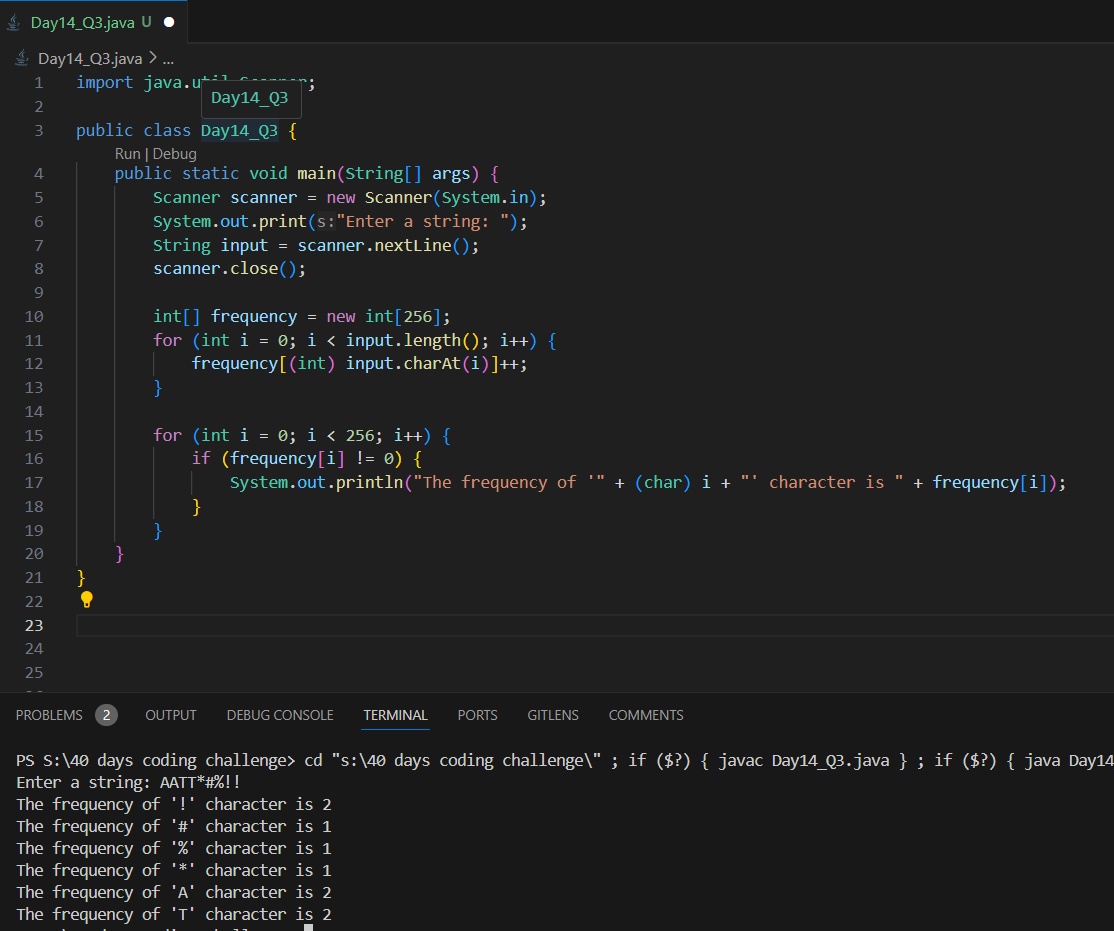 Day14_Q3.java U
Day14_Q3.java > ...
1 import java.util.Scanner;
Day14_Q3
2
3 public class Day14_Q3 {
Run | Debug
4 public static void main(String[] args) {
5 Scanner scanner = new Scanner(System.in);
6 System.out.print(s:"Enter a string: ");
7 String input = scanner.nextLine();
8 scanner.close();
9
10 int[] frequency = new int[256];
11 for (int i = 0; i < input.length(); i++) {
12 frequency[(int) input.charAt(i)]++;
13 }
14
15 for (int i = 0; i < 256; i++) {
16 if (frequency[i] != 0) {
17 System.out.println("The frequency of '" + (char) i + "' character is " + frequency[i]);
18 }
19 }
20 }
21 }
22
23
24
25
PROBLEMS 2 OUTPUT DEBUG CONSOLE TERMINAL PORTS GITLENS COMMENTS
PS S:\40 days coding challenge> cd "s:\40 days coding challenge\" ; if ($?) { javac Day14_Q3.java } ; if ($?) { java Day14
Enter a string: AATT*#%!!
The frequency of '!' character is 2
The frequency of '#' character is 1
The frequency of '%' character is 1
The frequency of '*' character is 1
The frequency of 'A' character is 2
The frequency of 'T' character is 2